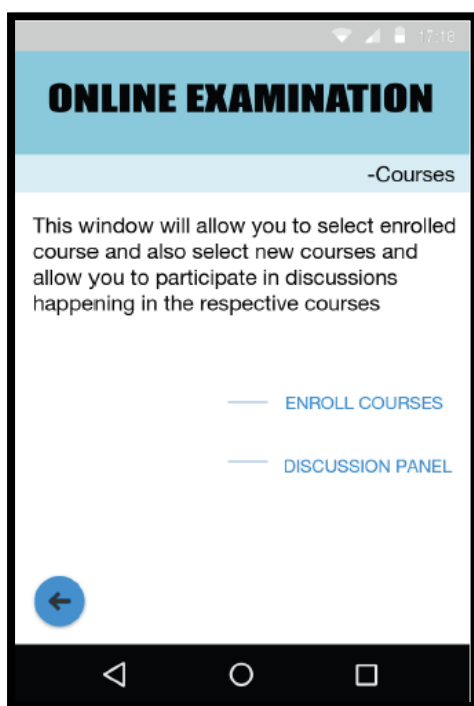 17:18
ONLINE EXAMINATION
-Courses
This window will allow you to select enrolled
course and also select new courses and
allow you to participate in discussions
happening in the respective courses
ENROLL COURSES
DISCUSSION PANEL